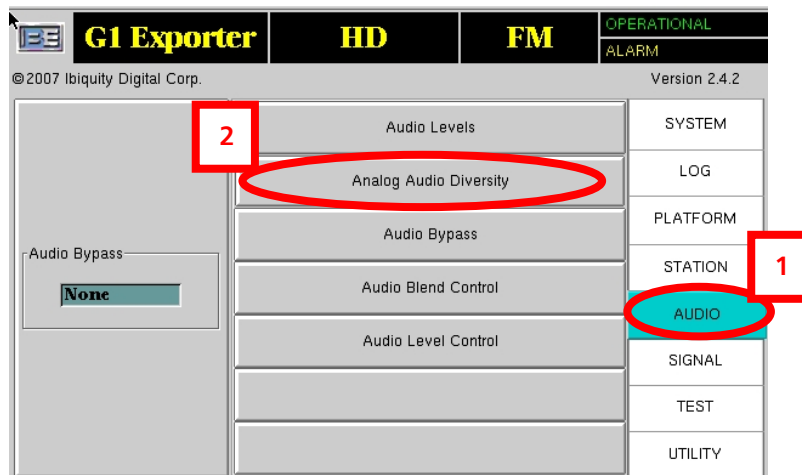 IBE G1 Exporter HD FM OPERATIONAL
ALARM
©2007 Ibiquity Digital Corp. Version 2.4.2
2 Audio Levels SYSTEM
Analog Audio Diversity LOG
Audio Bypass PLATFORM
Audio Bypass
None
Audio Blend Control STATION 1
AUDIO
Audio Level Control
SIGNAL
TEST
UTILITY